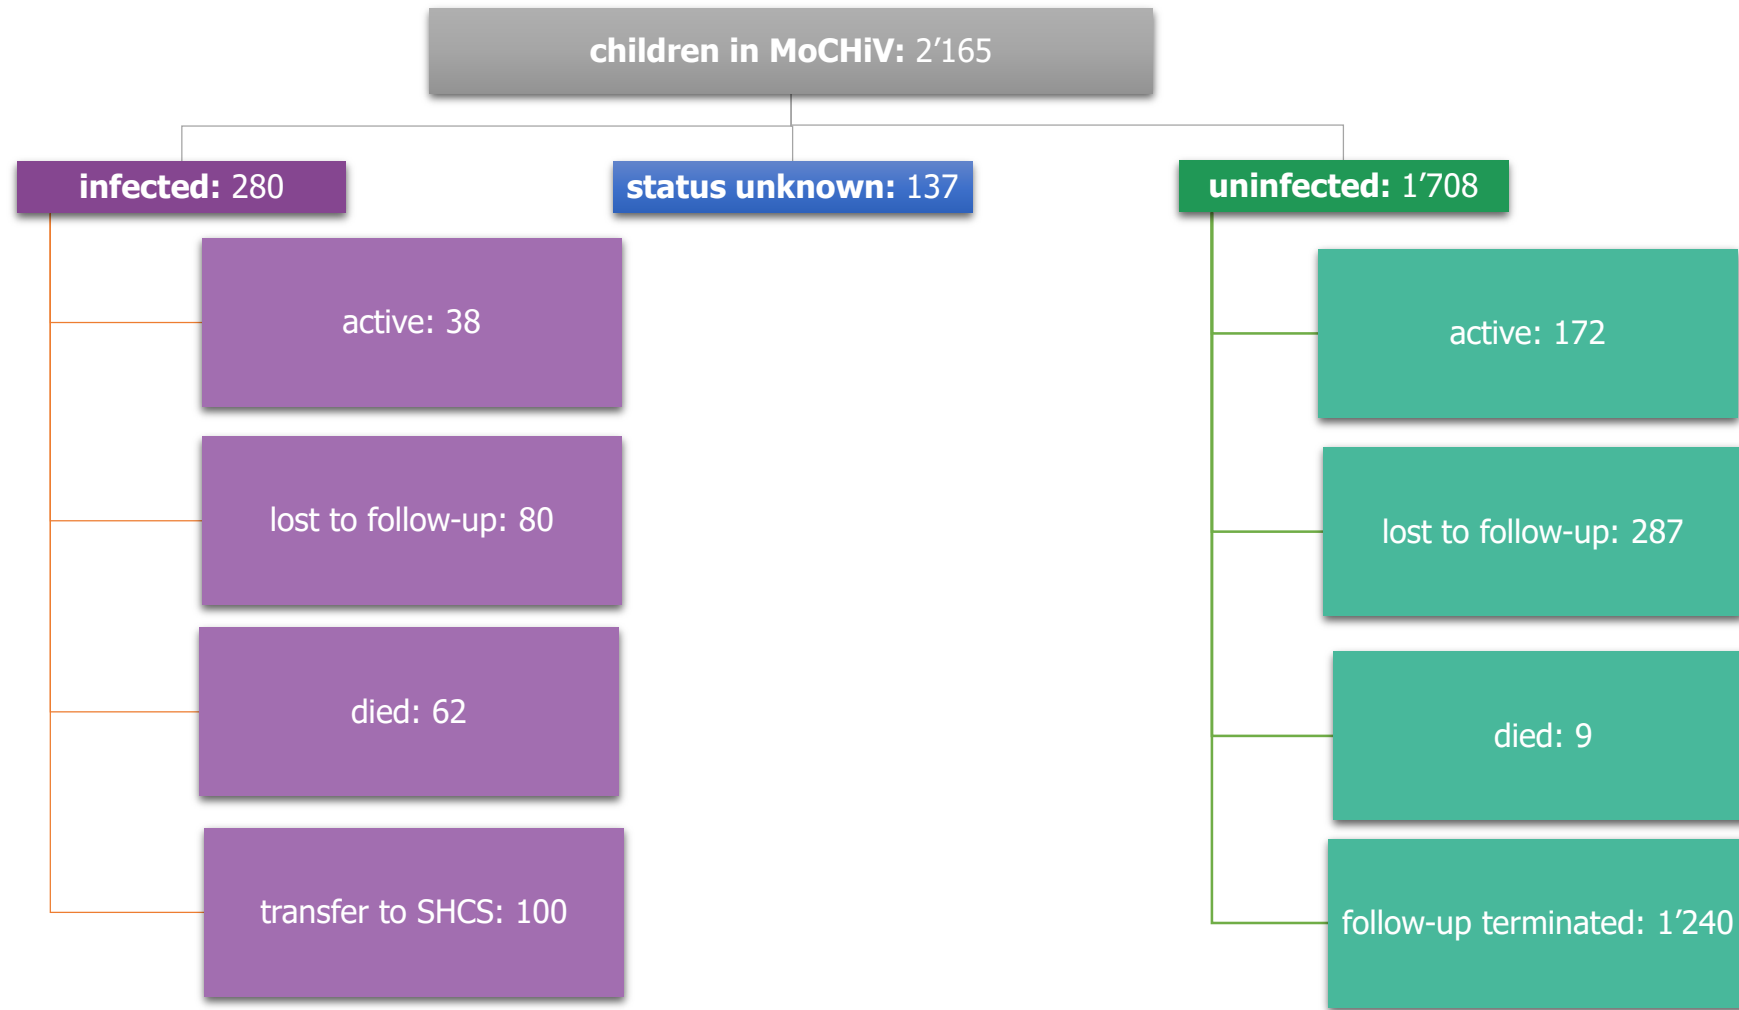 children in MoCHiV: 2’165
infected: 280
status unknown: 137
uninfected: 1’708
active: 38
lost to follow-up: 80
died: 62
transfer to SHCS: 100
active: 172
lost to follow-up: 287
died: 9
follow-up terminated: 1’240